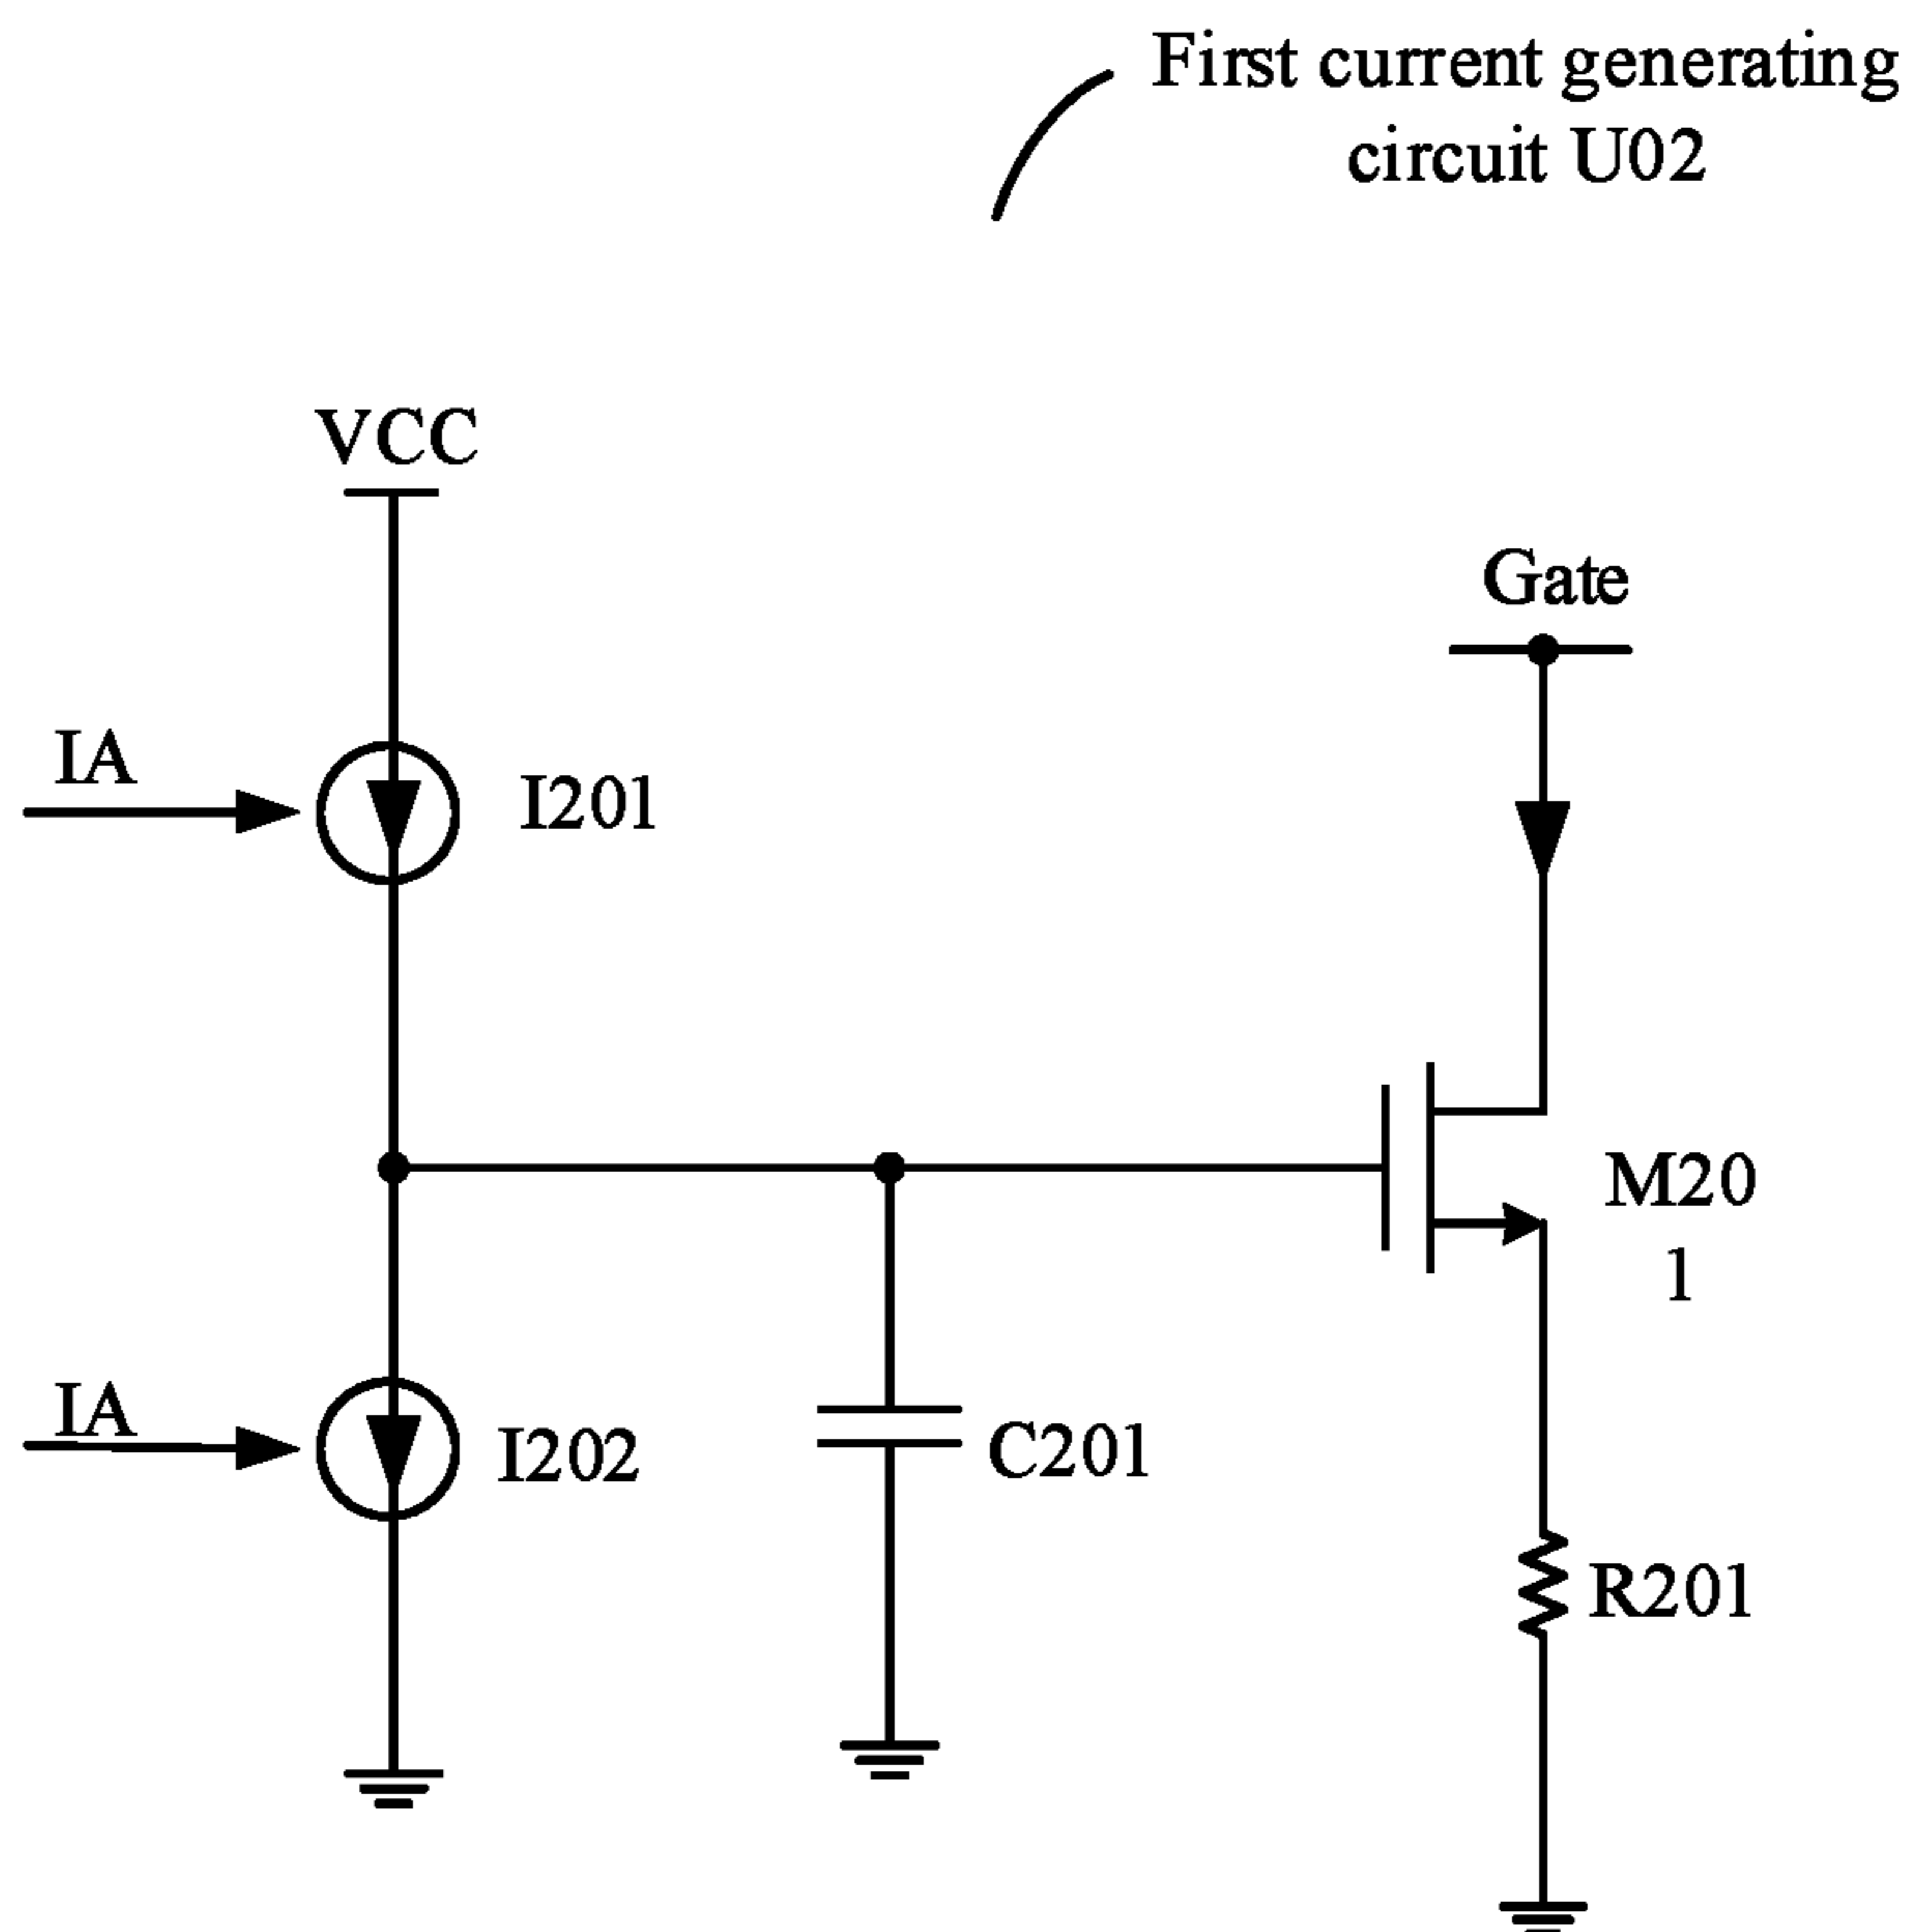 First current generating
circuit U02
VCC
Gate
IA
I201
M20
1
IA
I202
C201
R201